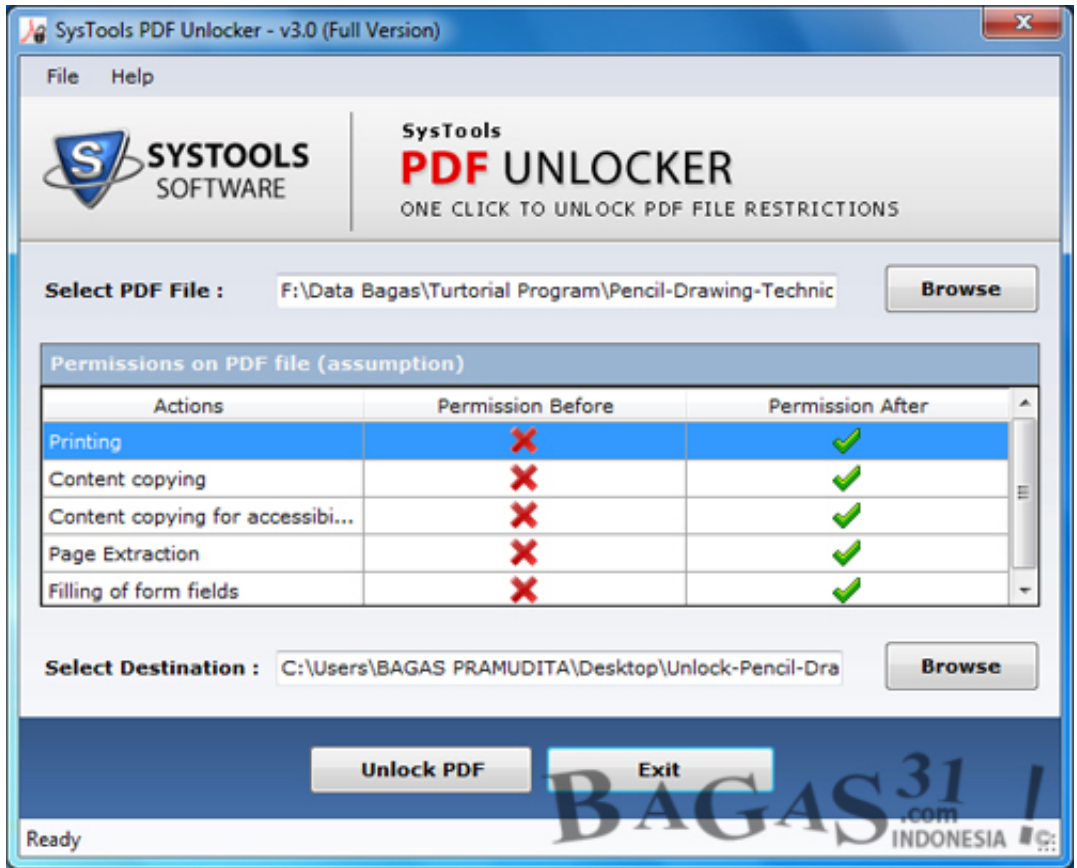 SysTools PDF Unlocker - v3.0 (Full Version)
File Help
S SYSTOOLS
SOFTWARE
SysTools
PDF UNLOCKER
ONE CLICK TO UNLOCK PDF FILE RESTRICTIONS
Select PDF File : F:\Data Bagas\Turtorial Program\Pencil-Drawing-Technic Browse
Permissions on PDF file (assumption)
Actions Permission Before Permission After
Printing
Content copying
Content copying for accessibi...
Page Extraction
Filling of form fields
Select Destination : C:\Users\BAGAS PRAMUDITA\Desktop\Unlock-Pencil-Dra Browse
Unlock PDF Exit
BAGAS31!
.com
INDONESIA
Ready